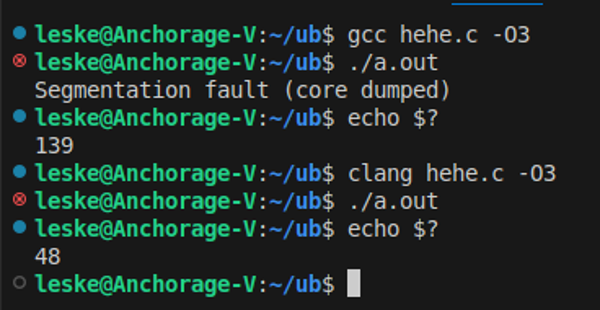 leske@Anchorage-V:~/ub$ gcc hehe.c -O3
leske@Anchorage-V:~/ub$ ./a.out
Segmentation fault (core dumped)
leske@Anchorage-V:~/ub$ echo $?
139
leske@Anchorage-V:~/ub$ clang hehe.c -O3
leske@Anchorage-V:~/ub$ ./a.out
leske@Anchorage-V:~/ub$ echo $?
48
leske@Anchorage-V:~/ub$